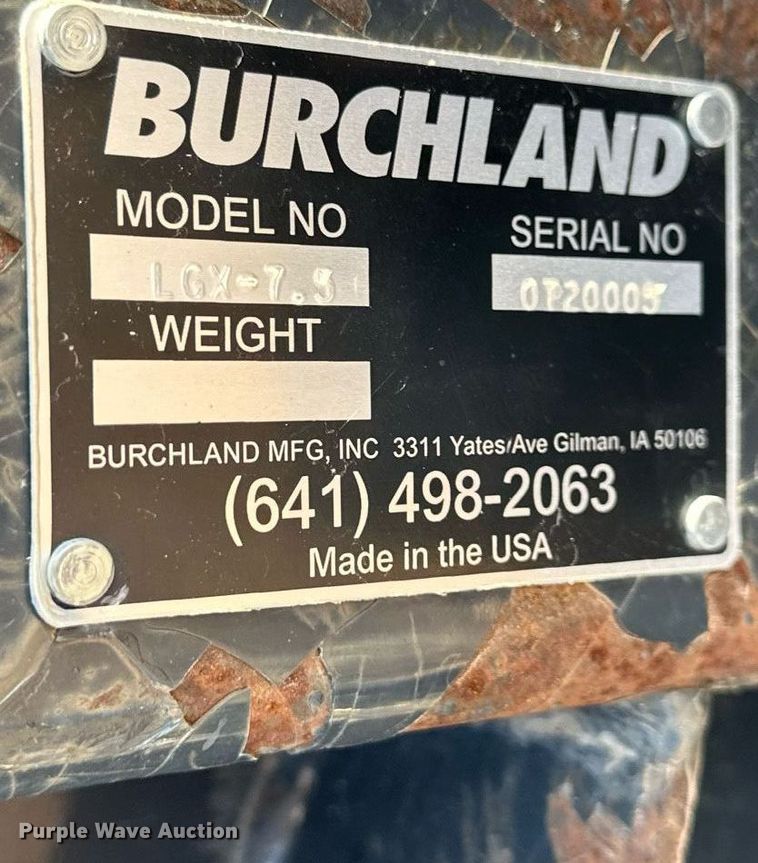 BURCHLAND
MODEL NO
SERIAL NO
LGX-7.5
0720005
WEIGHT
BURCHLAND MFG, INC 3311 Yates Ave Gilman, IA 50106
(641) 498-2063
Made in the USA
Purple Wave Auction